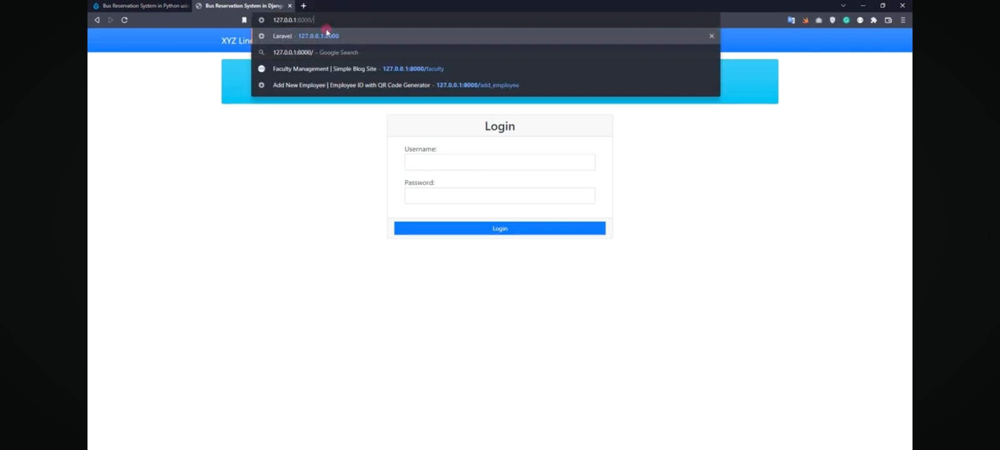 Bus Reservation System in Python usin
Bus Reservation System in Djang
127.0.0.1:8000/
Laravel - 127.0.0.1:8000
127.0.0.1:8000/ - Google Search
Faculty Management | Simple Blog Site - 127.0.0.1:8000/faculty
Add New Employee | Employee ID with QR Code Generator - 127.0.0.1:8000/add_employee
XYZ Line
Login
Username:
Password:
Login